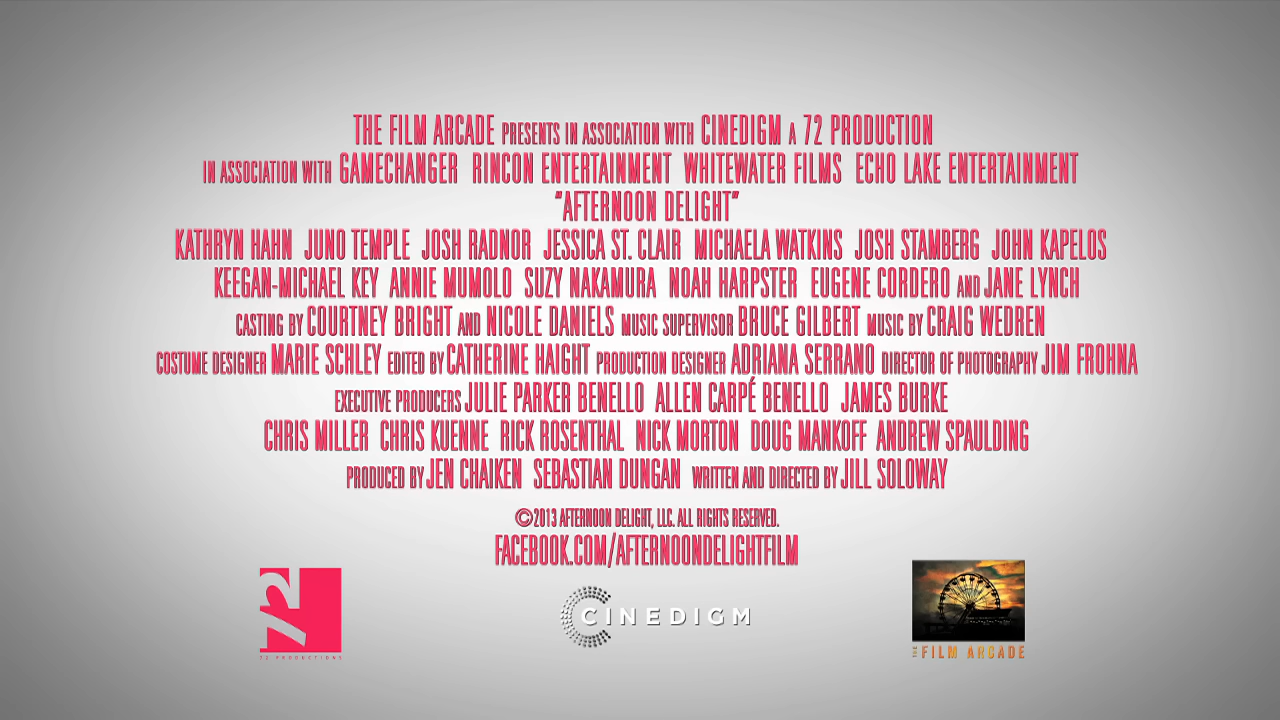 THE FILM ARCADE PRESENTS IN ASSOCIATION WITH CINEDIGM A 72 PRODUCTION
IN ASSOCIATION WITH GAMECHANGER RINCON ENTERTAINMENT WHITEWATER FILMS ECHO LAKE ENTERTAINMENT
"AFTERNOON DELIGHT"
KATHRYN HAHN JUNO TEMPLE JOSH RADNOR JESSICA ST. CLAIR MICHAELA WATKINS JOSH STAMBERG JOHN KAPELOS
KEEGAN-MICHAEL KEY ANNIE MUMOLO SUZY NAKAMURA NOAH HARPSTER EUGENE CORDERO AND JANE LYNCH
CASTING BY COURTNEY BRIGHT AND NICOLE DANIELS MUSIC SUPERVISOR BRUCE GILBERT MUSIC BY CRAIG WEDREN
COSTUME DESIGNER MARIE SCHLEY EDITED BY CATHERINE HAIGHT PRODUCTION DESIGNER ADRIANA SERRANO DIRECTOR OF PHOTOGRAPHY JIM FROHNA
EXECUTIVE PRODUCERS JULIE PARKER BENELLO ALLEN CARPÉ BENELLO JAMES BURKE
CHRIS MILLER CHRIS KUENNE RICK ROSENTHAL NICK MORTON DOUG MANKOFF ANDREW SPAULDING
PRODUCED BY JEN CHAIKEN SEBASTIAN DUNGAN WRITTEN AND DIRECTED BY JILL SOLOWAY
©2013 AFTERNOON DELIGHT, LLC. ALL RIGHTS RESERVED.
FACEBOOK.COM/AFTERNOONDELIGHTFILM
72
72 PRODUCTIONS
CINEDIGM
THE FILM ARCADE